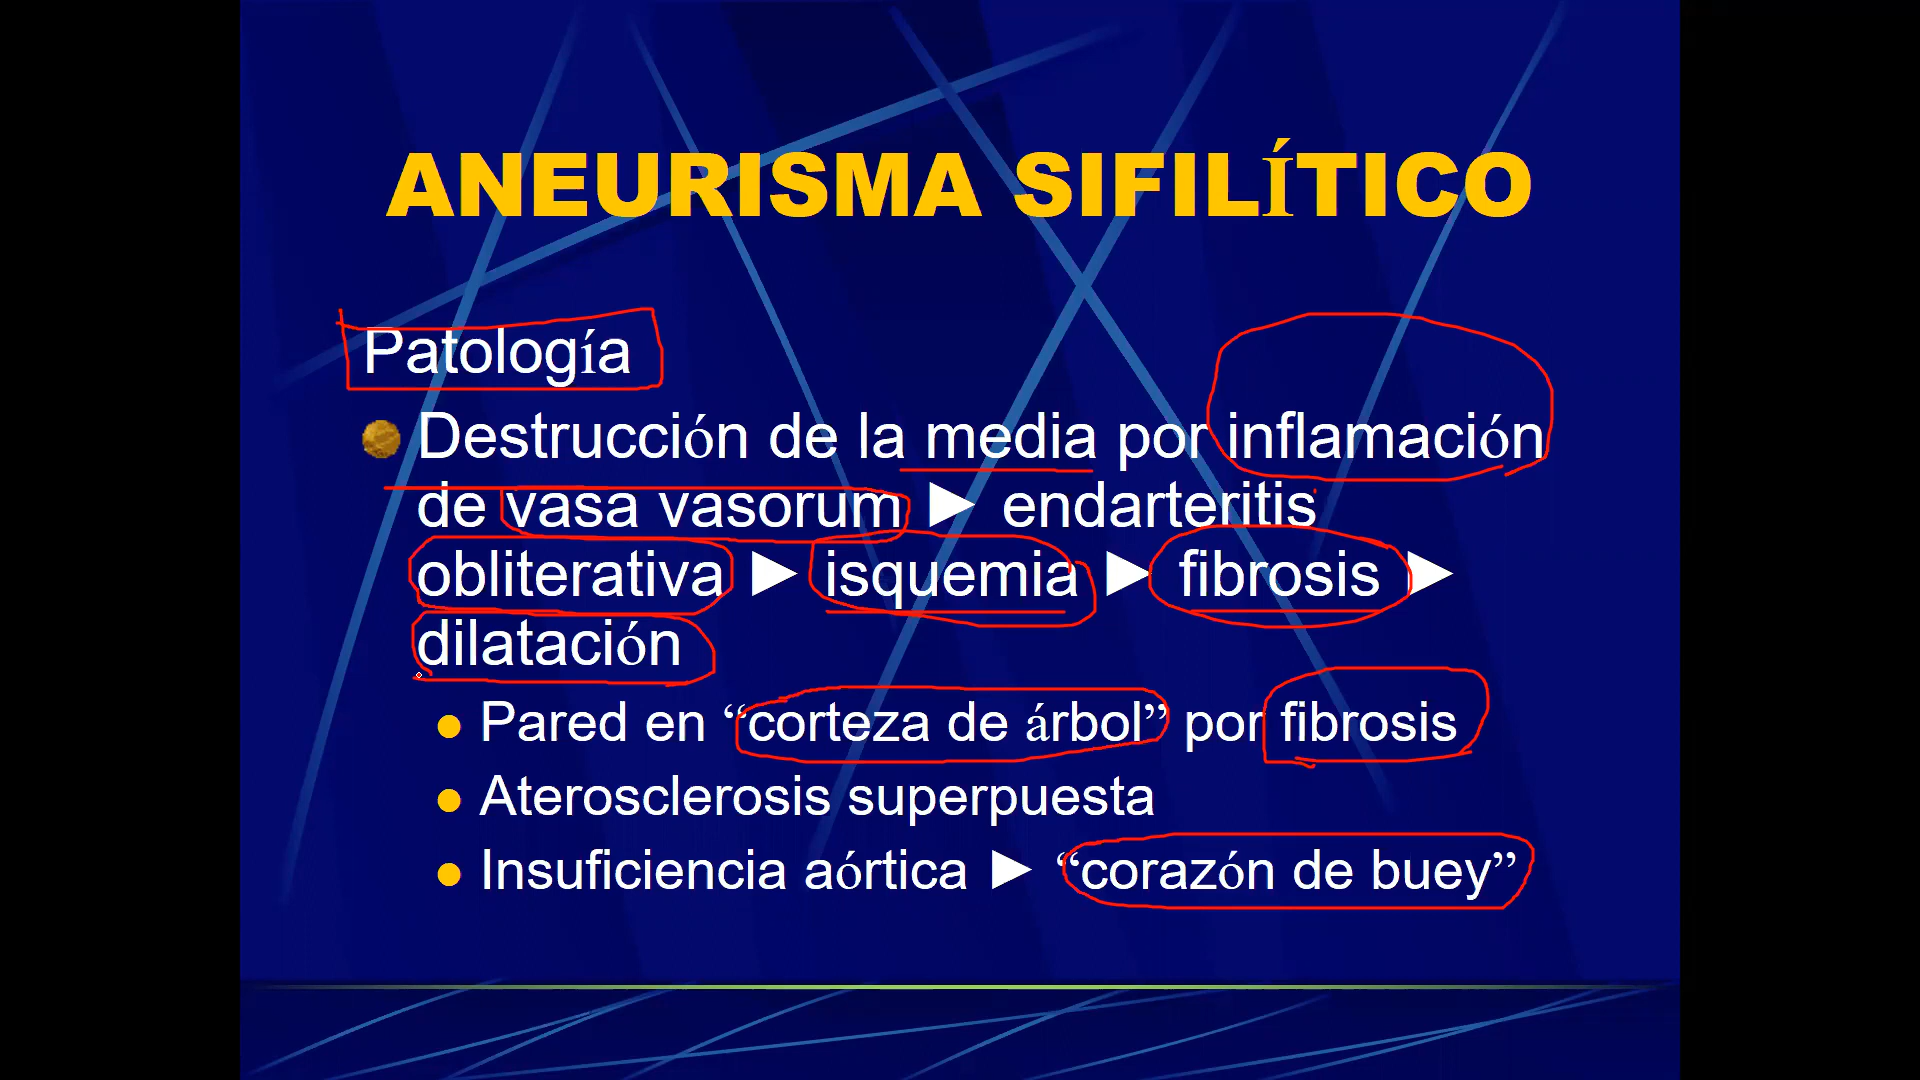 ANEURISMA SIFILÍTICO
Patología
Destrucción de la media por inflamación
de vasa vasorum ► endarteritis
obliterativa ► isquemia ► fibrosis ►
dilatación
Pared en “corteza de árbol” por fibrosis
Aterosclerosis superpuesta
Insuficiencia aórtica ► “corazón de buey”